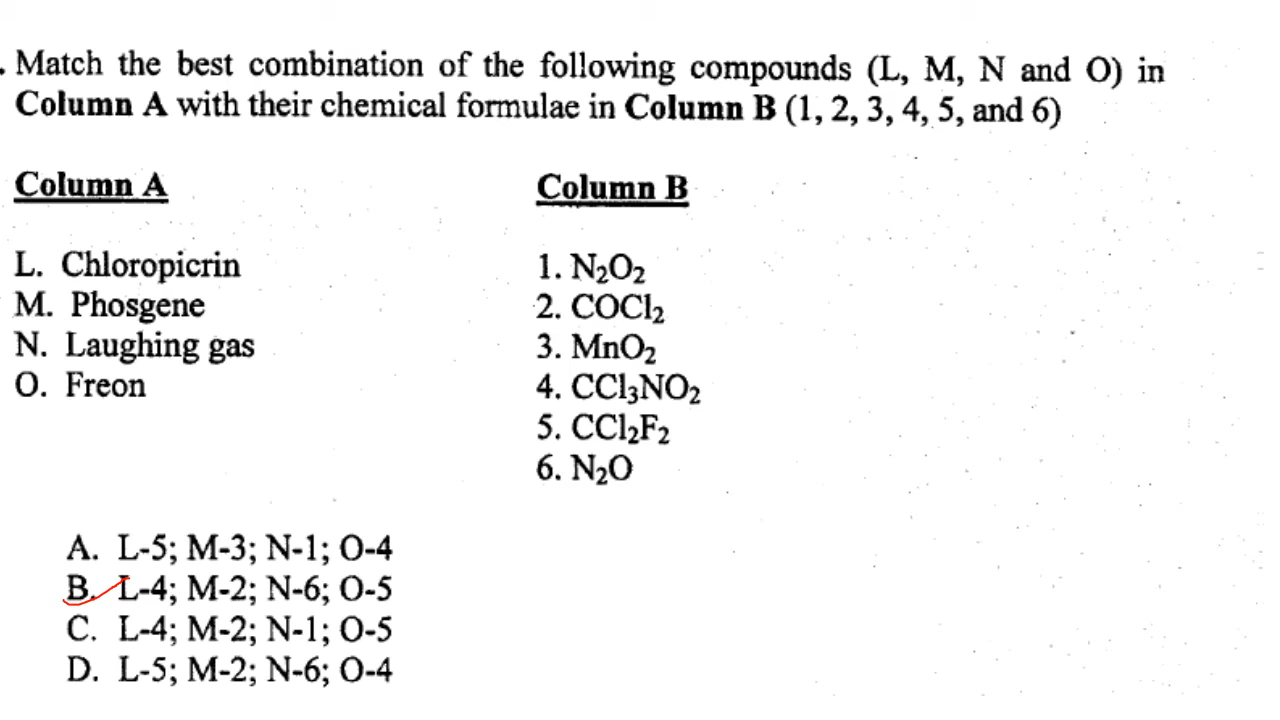 . Match the best combination of the following compounds (L, M, N and O) in
Column A with their chemical formulae in Column B (1, 2, 3, 4, 5, and 6)
Column A
Column B
L. Chloropicrin
1. N₂O₂
M. Phosgene
2. COCl₂
N. Laughing gas
3. MnO₂
O. Freon
4. CCl₃NO₂
5. CCl₂F₂
6. N₂O
A. L-5; M-3; N-1; O-4
B. L-4; M-2; N-6; O-5
C. L-4; M-2; N-1; O-5
D. L-5; M-2; N-6; O-4